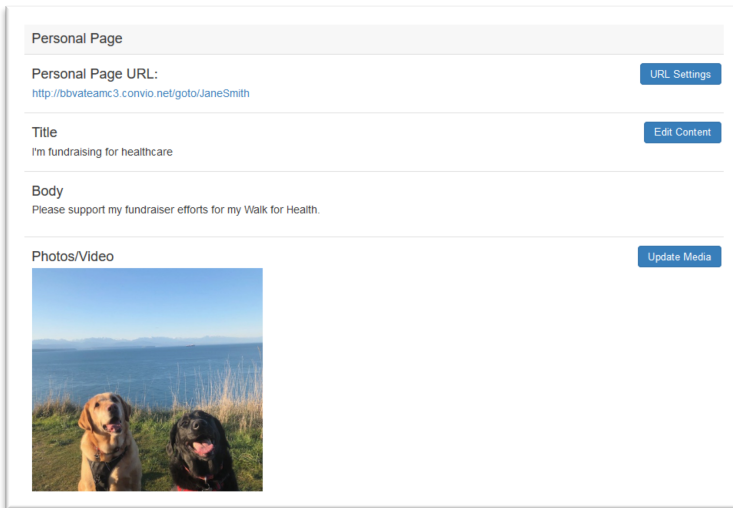 Personal Page
Personal Page URL:
URL Settings
http://bbvateamc3.convio.net/goto/JaneSmith
Title
Edit Content
I'm fundraising for healthcare
Body
Please support my fundraiser efforts for my Walk for Health.
Photos/Video
Update Media